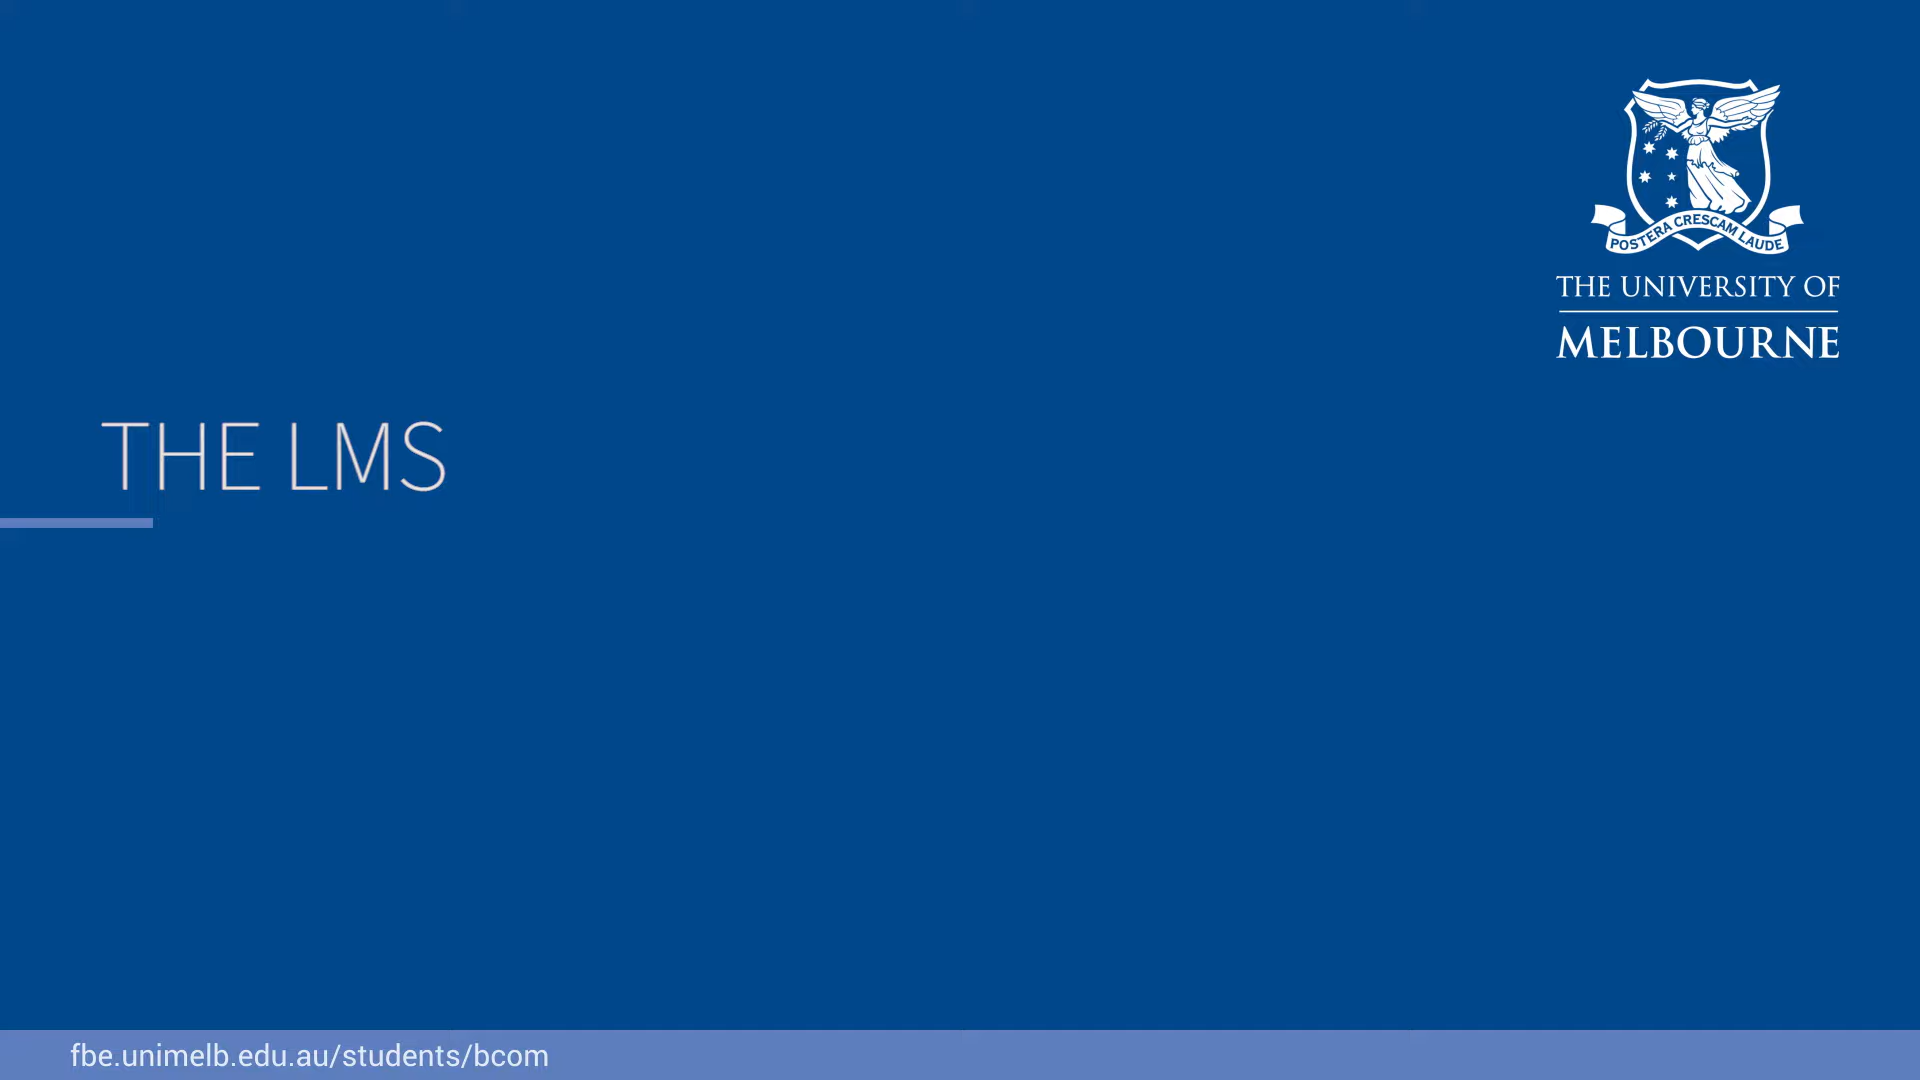 POSTERA CRESCAM LAUDE
THE UNIVERSITY OF
MELBOURNE
THE LMS
fbe.unimelb.edu.au/students/bcom